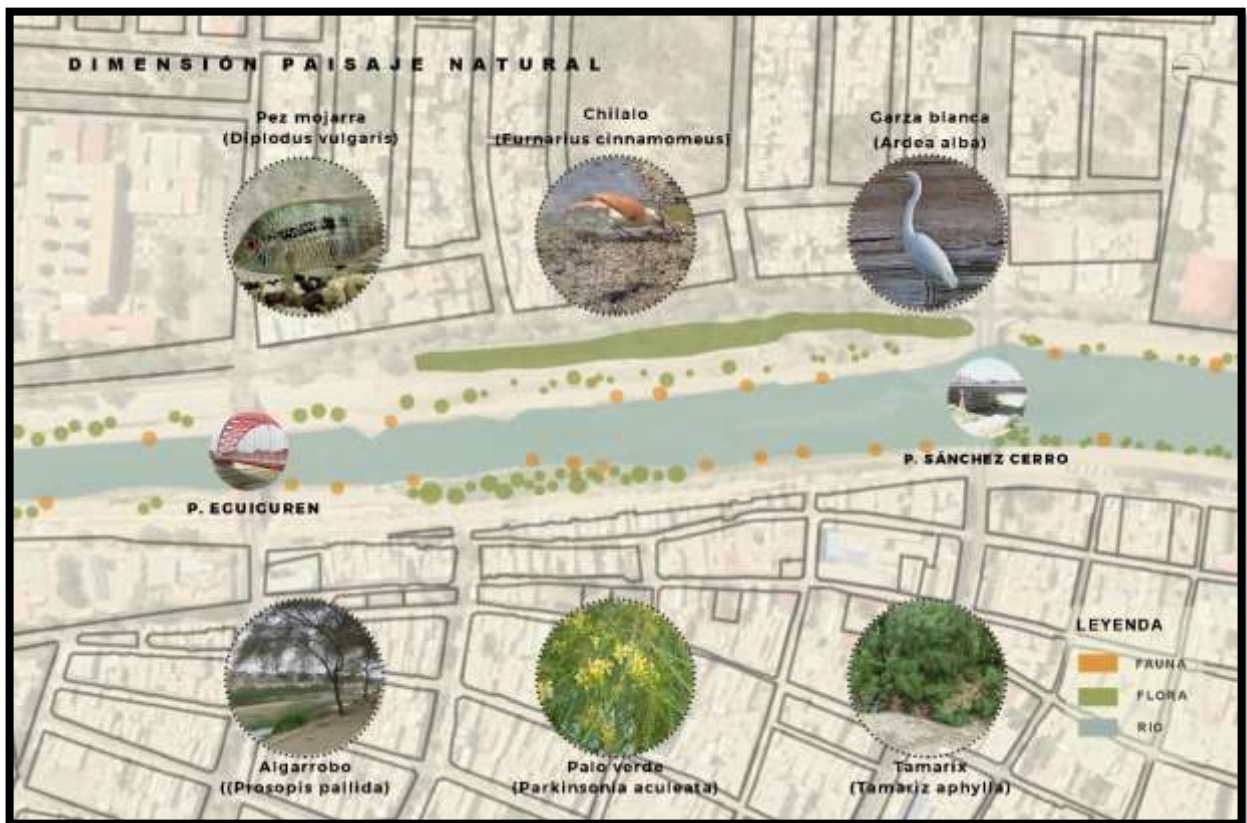 DIMENSIÓN PAISAJE NATURAL
Pez mojarra
(Diplodus vulgaris)
Chilalo
(Furnarius cinnamomeus)
Garza blanca
(Ardea alba)
P. SÁNCHEZ CERRO
P. EGUIGUREN
LEYENDA
FAUNA
FLORA
RIO
Algarrobo
((Prosopis pallida)
Palo verde
(Parkinsonia aculeata)
Tamarix
(Tamariz aphylla)